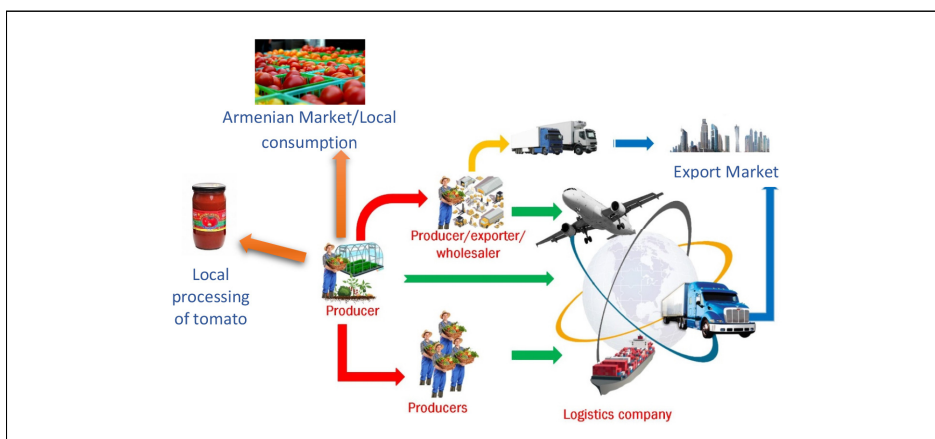 Armenian Market/Local
consumption
Export Market
Producer/exporter/
wholesaler
Local
processing
of tomato
Producer
Producers
Logistics company